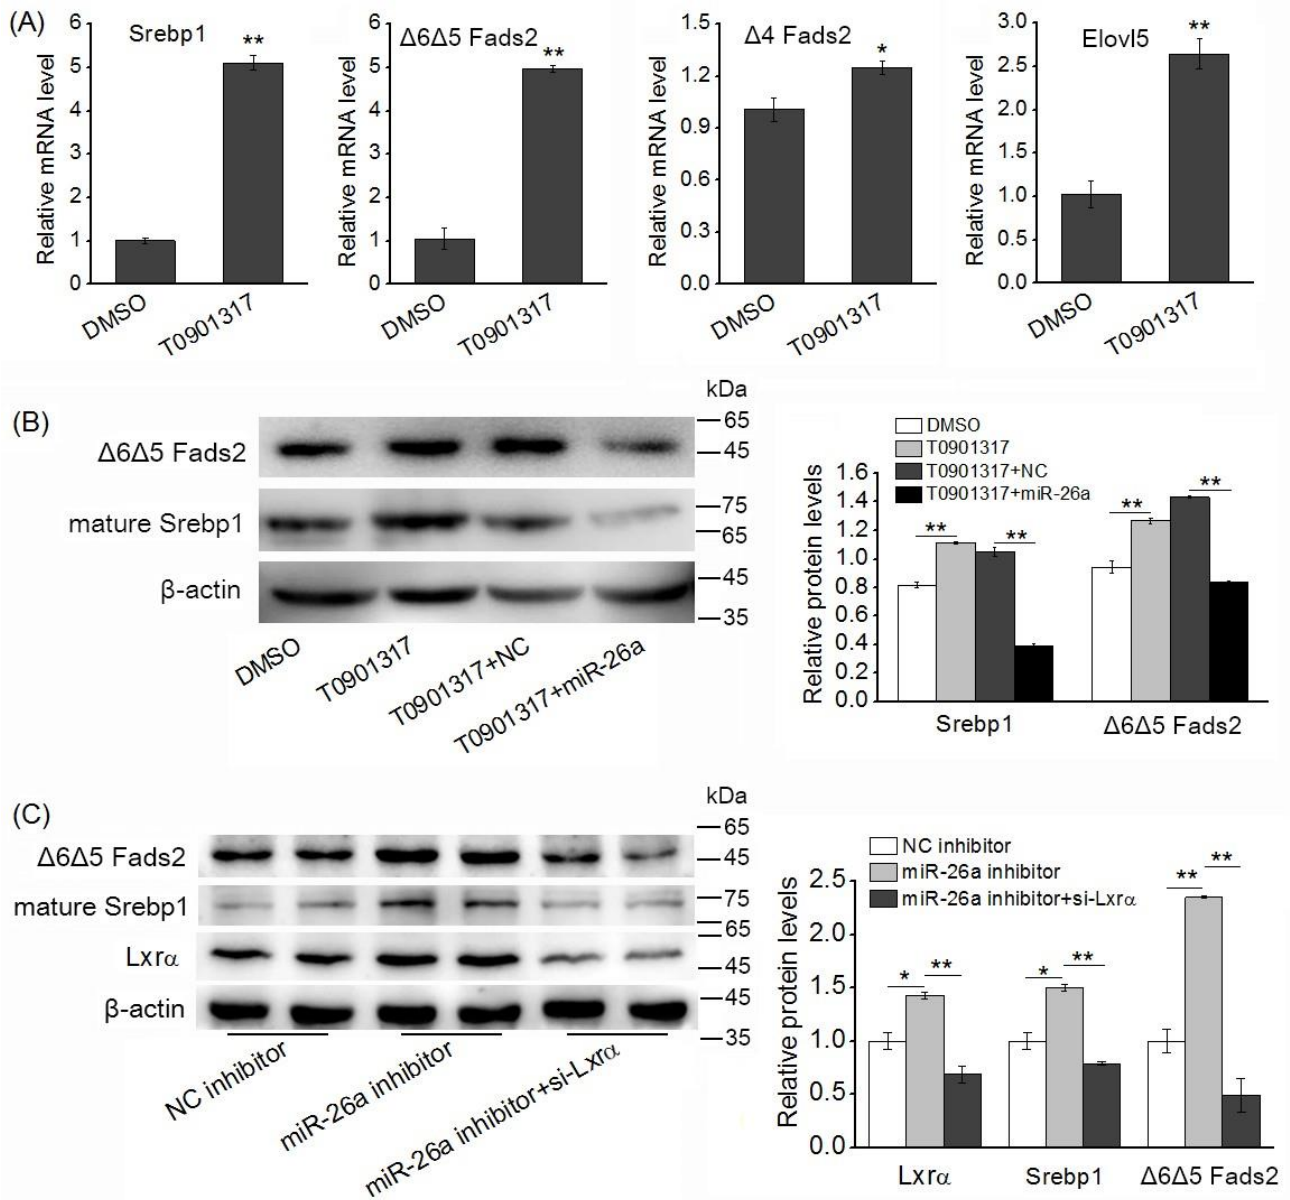 (A)
Srebp1
**
Relative mRNA level
6
5
4
3
2
1
0
DMSO
T0901317
Δ6Δ5 Fads2
**
Relative mRNA level
6
5
4
3
2
1
0
DMSO
T0901317
Δ4 Fads2
*
Relative mRNA level
1.5
1.2
0.9
0.6
0.3
0.0
DMSO
T0901317
Elovl5
**
Relative mRNA level
3.0
2.5
2.0
1.5
1.0
0.5
0.0
DMSO
T0901317
(B)
kDa
Δ6Δ5 Fads2
65
45
mature Srebp1
75
65
β-actin
45
35
DMSO
T0901317
T0901317+NC
T0901317+miR-26a
DMSO
T0901317
T0901317+NC
T0901317+miR-26a
Relative protein levels
1.6
1.4
1.2
1.0
0.8
0.6
0.4
0.2
0.0
**
**
**
**
Srebp1
Δ6Δ5 Fads2
(C)
kDa
Δ6Δ5 Fads2
65
45
mature Srebp1
75
65
Lxrα
45
β-actin
45
35
NC inhibitor
miR-26a inhibitor
miR-26a inhibitor+si-Lxrα
NC inhibitor
miR-26a inhibitor
miR-26a inhibitor+si-Lxrα
Relative protein levels
2.5
2.0
1.5
1.0
0.5
0.0
*
**
*
**
**
**
Lxrα
Srebp1
Δ6Δ5 Fads2